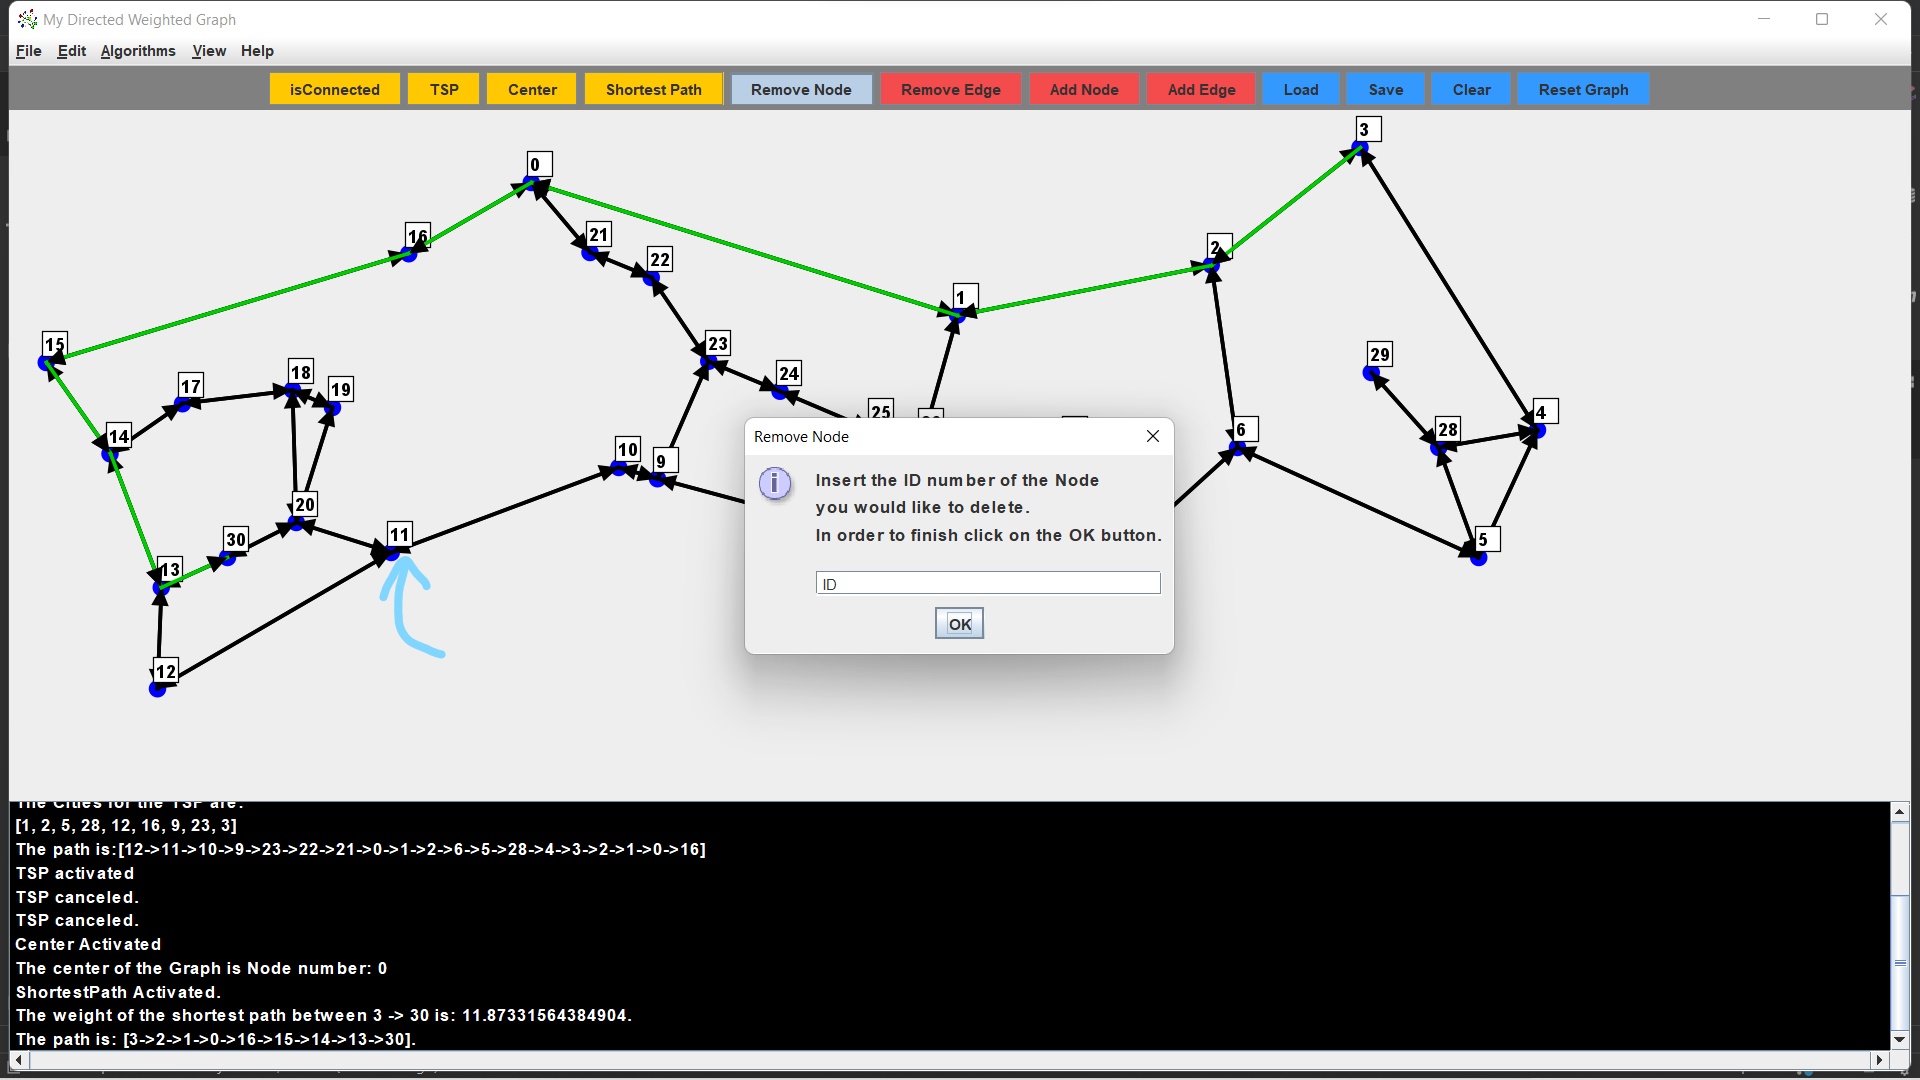 My Directed Weighted Graph
File Edit Algorithms View Help
isConnected TSP Center Shortest Path Remove Node Remove Edge Add Node Add Edge Load Save Clear Reset Graph
3
0
16
21
2
22
1
15
23
29
18
24
17
19
4
25
14
6
28
10
9
20
11
30
5
13
12
Remove Node
Insert the ID number of the Node
you would like to delete.
In order to finish click on the OK button.
ID
OK
The Cities for the TSP are:
[1, 2, 5, 28, 12, 16, 9, 23, 3]
The path is:[12->11->10->9->23->22->21->0->1->2->6->5->28->4->3->2->1->0->16]
TSP activated
TSP canceled.
TSP canceled.
Center Activated
The center of the Graph is Node number: 0
ShortestPath Activated.
The weight of the shortest path between 3 -> 30 is: 11.87331564384904.
The path is: [3->2->1->0->16->15->14->13->30].